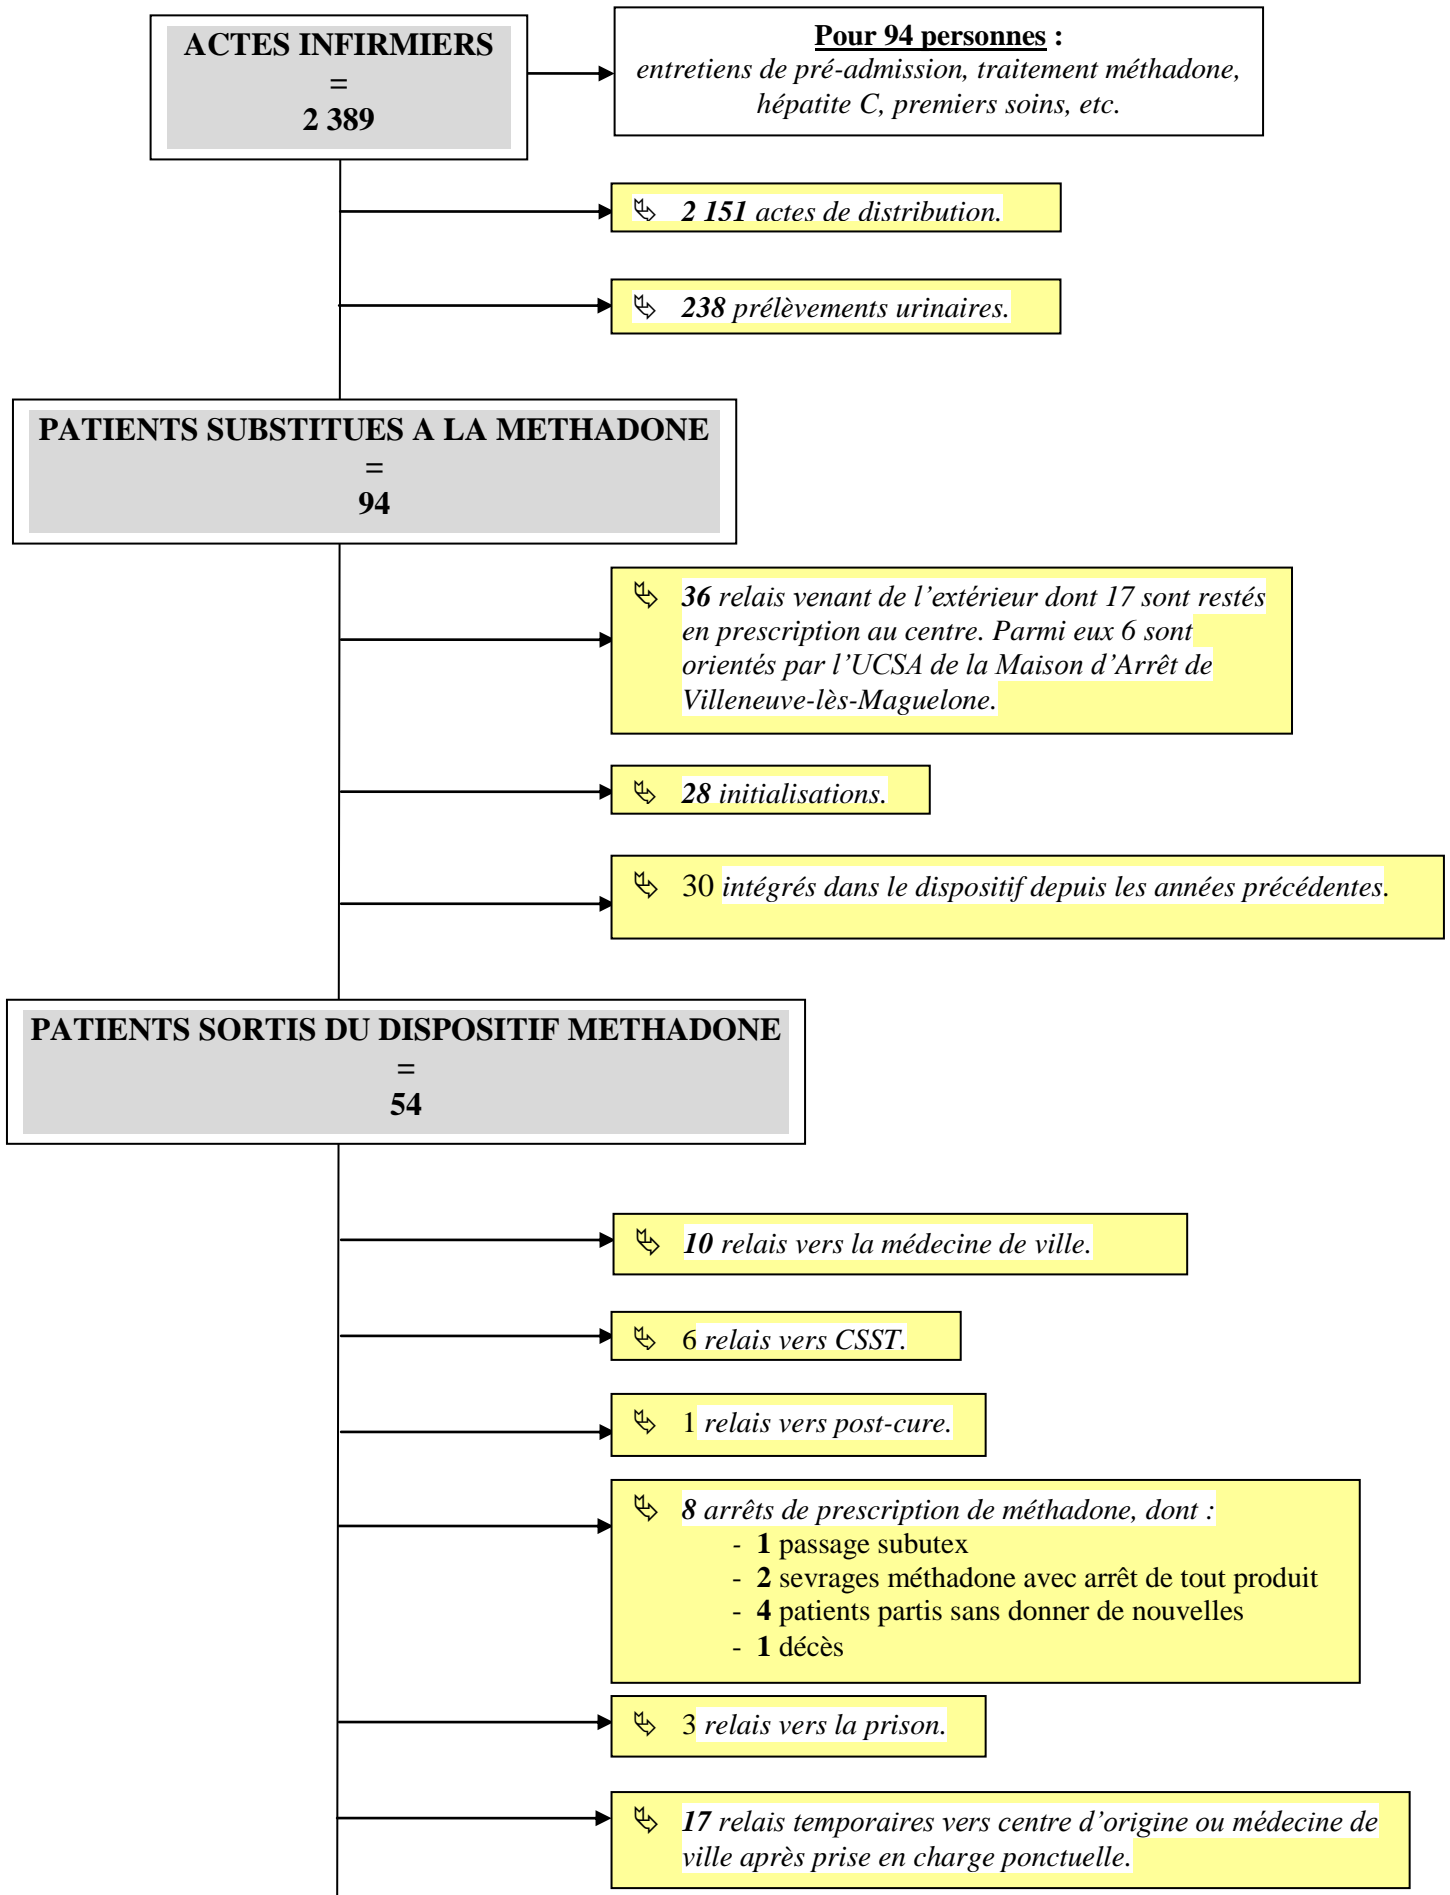 ACTES INFIRMIERS
=
2 389
Pour 94 personnes :
entretiens de pré-admission, traitement méthadone,
hépatite C, premiers soins, etc.
2 151 actes de distribution.
238 prélèvements urinaires.
PATIENTS SUBSTITUES A LA METHADONE
=
94
36 relais venant de l’extérieur dont 17 sont restés
en prescription au centre. Parmi eux 6 sont
orientés par l’UCSA de la Maison d’Arrêt de
Villeneuve-lès-Maguelone.
28 initialisations.
30 intégrés dans le dispositif depuis les années précédentes.
PATIENTS SORTIS DU DISPOSITIF METHADONE
=
54
10 relais vers la médecine de ville.
6 relais vers CSST.
1 relais vers post-cure.
8 arrêts de prescription de méthadone, dont :
- 1 passage subutex
- 2 sevrages méthadone avec arrêt de tout produit
- 4 patients partis sans donner de nouvelles
- 1 décès
3 relais vers la prison.
17 relais temporaires vers centre d’origine ou médecine de
ville après prise en charge ponctuelle.